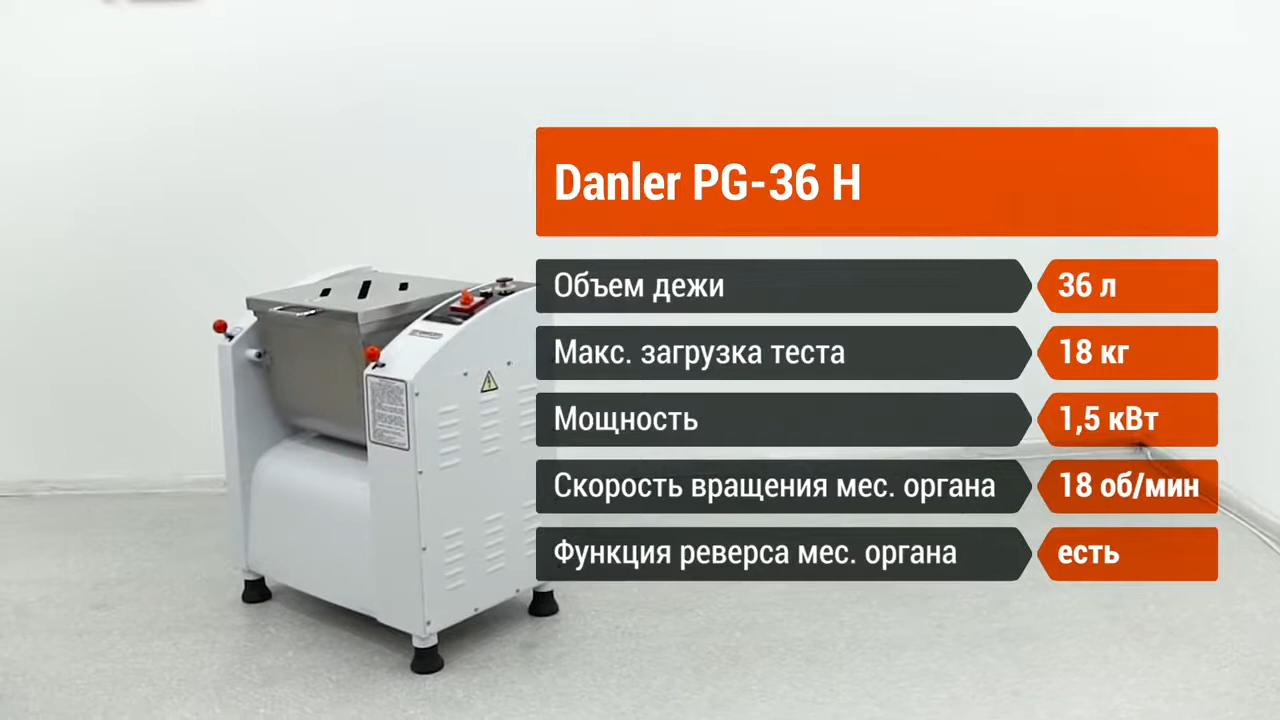 Danler PG-36 H
Объем дежи 36 л
Макс. загрузка теста 18 кг
Мощность 1,5 кВт
Скорость вращения мес. органа 18 об/мин
Функция реверса мес. органа есть